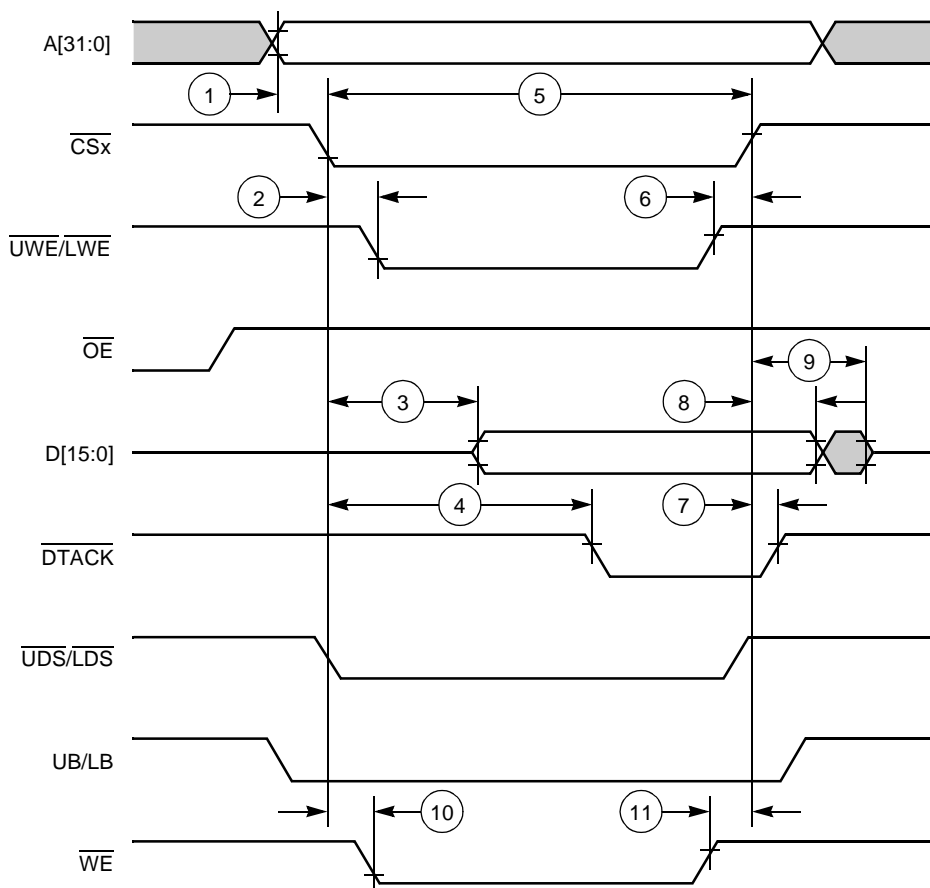 A[31:0]
1
5
CSx
2
6
UWE/LWE
OE
9
3
8
D[15:0]
4
7
DTACK
UDS/LDS
UB/LB
10
11
WE